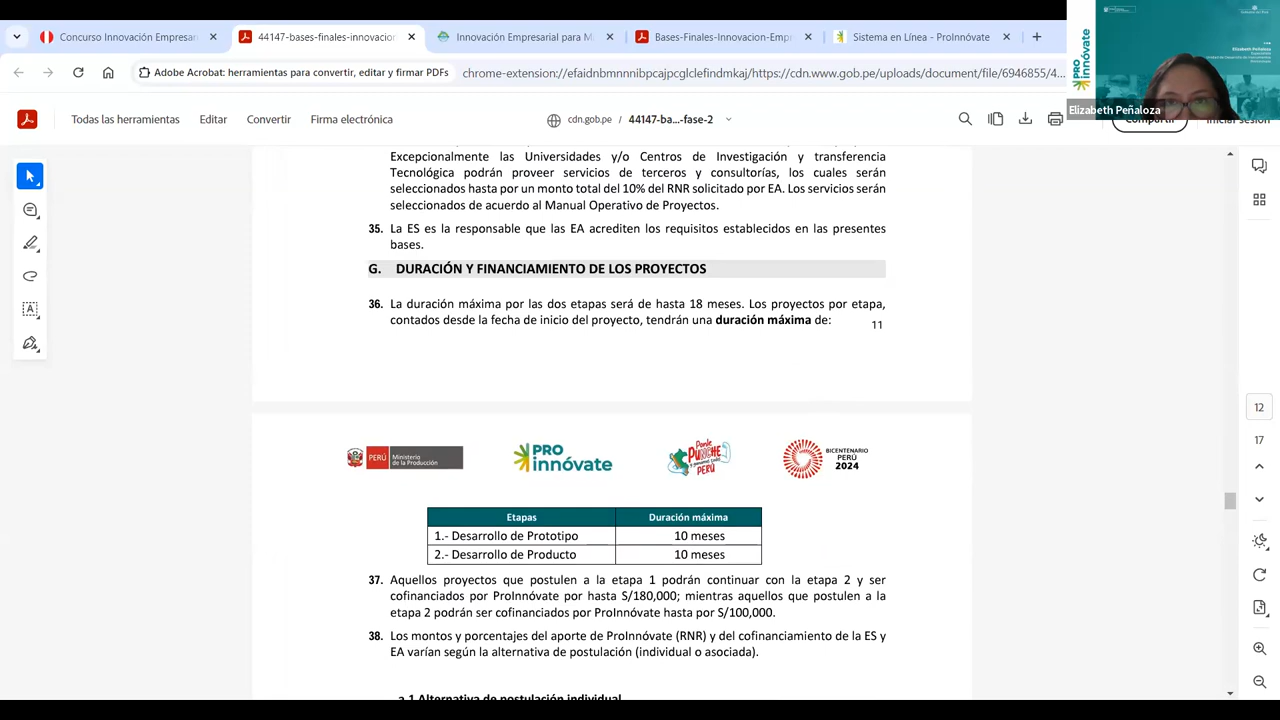 Concurso Innovación Empresar
44147-bases-finales-innovacion
Innovación Empresarial para M
Bases-Finales-Innovacion-Emp
Sistema en Línea - ProInnóvate
Adobe Acrobat: herramientas para convertir, editar y firmar PDFs
chrome-extension://efaidnbmnnnibpcajpcglclefindmkaj/https://cdn.www.gob.pe/uploads/document/file/6946855/4...
PRO innóvate
Elizabeth Peñaloza
Todas las herramientas
Editar
Convertir
Firma electrónica
cdn.gob.pe / 44147-ba...-fase-2
Excepcionalmente las Universidades y/o Centros de Investigación y transferencia
Tecnológica podrán proveer servicios de terceros y consultorías, los cuales serán
seleccionados hasta por un monto total del 10% del RNR solicitado por EA. Los servicios serán
seleccionados de acuerdo al Manual Operativo de Proyectos.
35. La ES es la responsable que las EA acrediten los requisitos establecidos en las presentes
bases.
G. DURACIÓN Y FINANCIAMIENTO DE LOS PROYECTOS
36. La duración máxima por las dos etapas será de hasta 18 meses. Los proyectos por etapa,
contados desde la fecha de inicio del proyecto, tendrán una duración máxima de:
11
12
17
PERÚ Ministerio de la Producción
PRO innóvate
Ponle PUNCHE PERÚ
BICENTENARIO PERÚ 2024
Etapas Duración máxima
1.- Desarrollo de Prototipo 10 meses
2.- Desarrollo de Producto 10 meses
37. Aquellos proyectos que postulen a la etapa 1 podrán continuar con la etapa 2 y ser
cofinanciados por ProInnóvate por hasta S/180,000; mientras aquellos que postulen a la
etapa 2 podrán ser cofinanciados por ProInnóvate hasta por S/100,000.
38. Los montos y porcentajes del aporte de ProInnóvate (RNR) y del cofinanciamiento de la ES y
EA varían según la alternativa de postulación (individual o asociada).
a.1 Alternativa de postulación individual